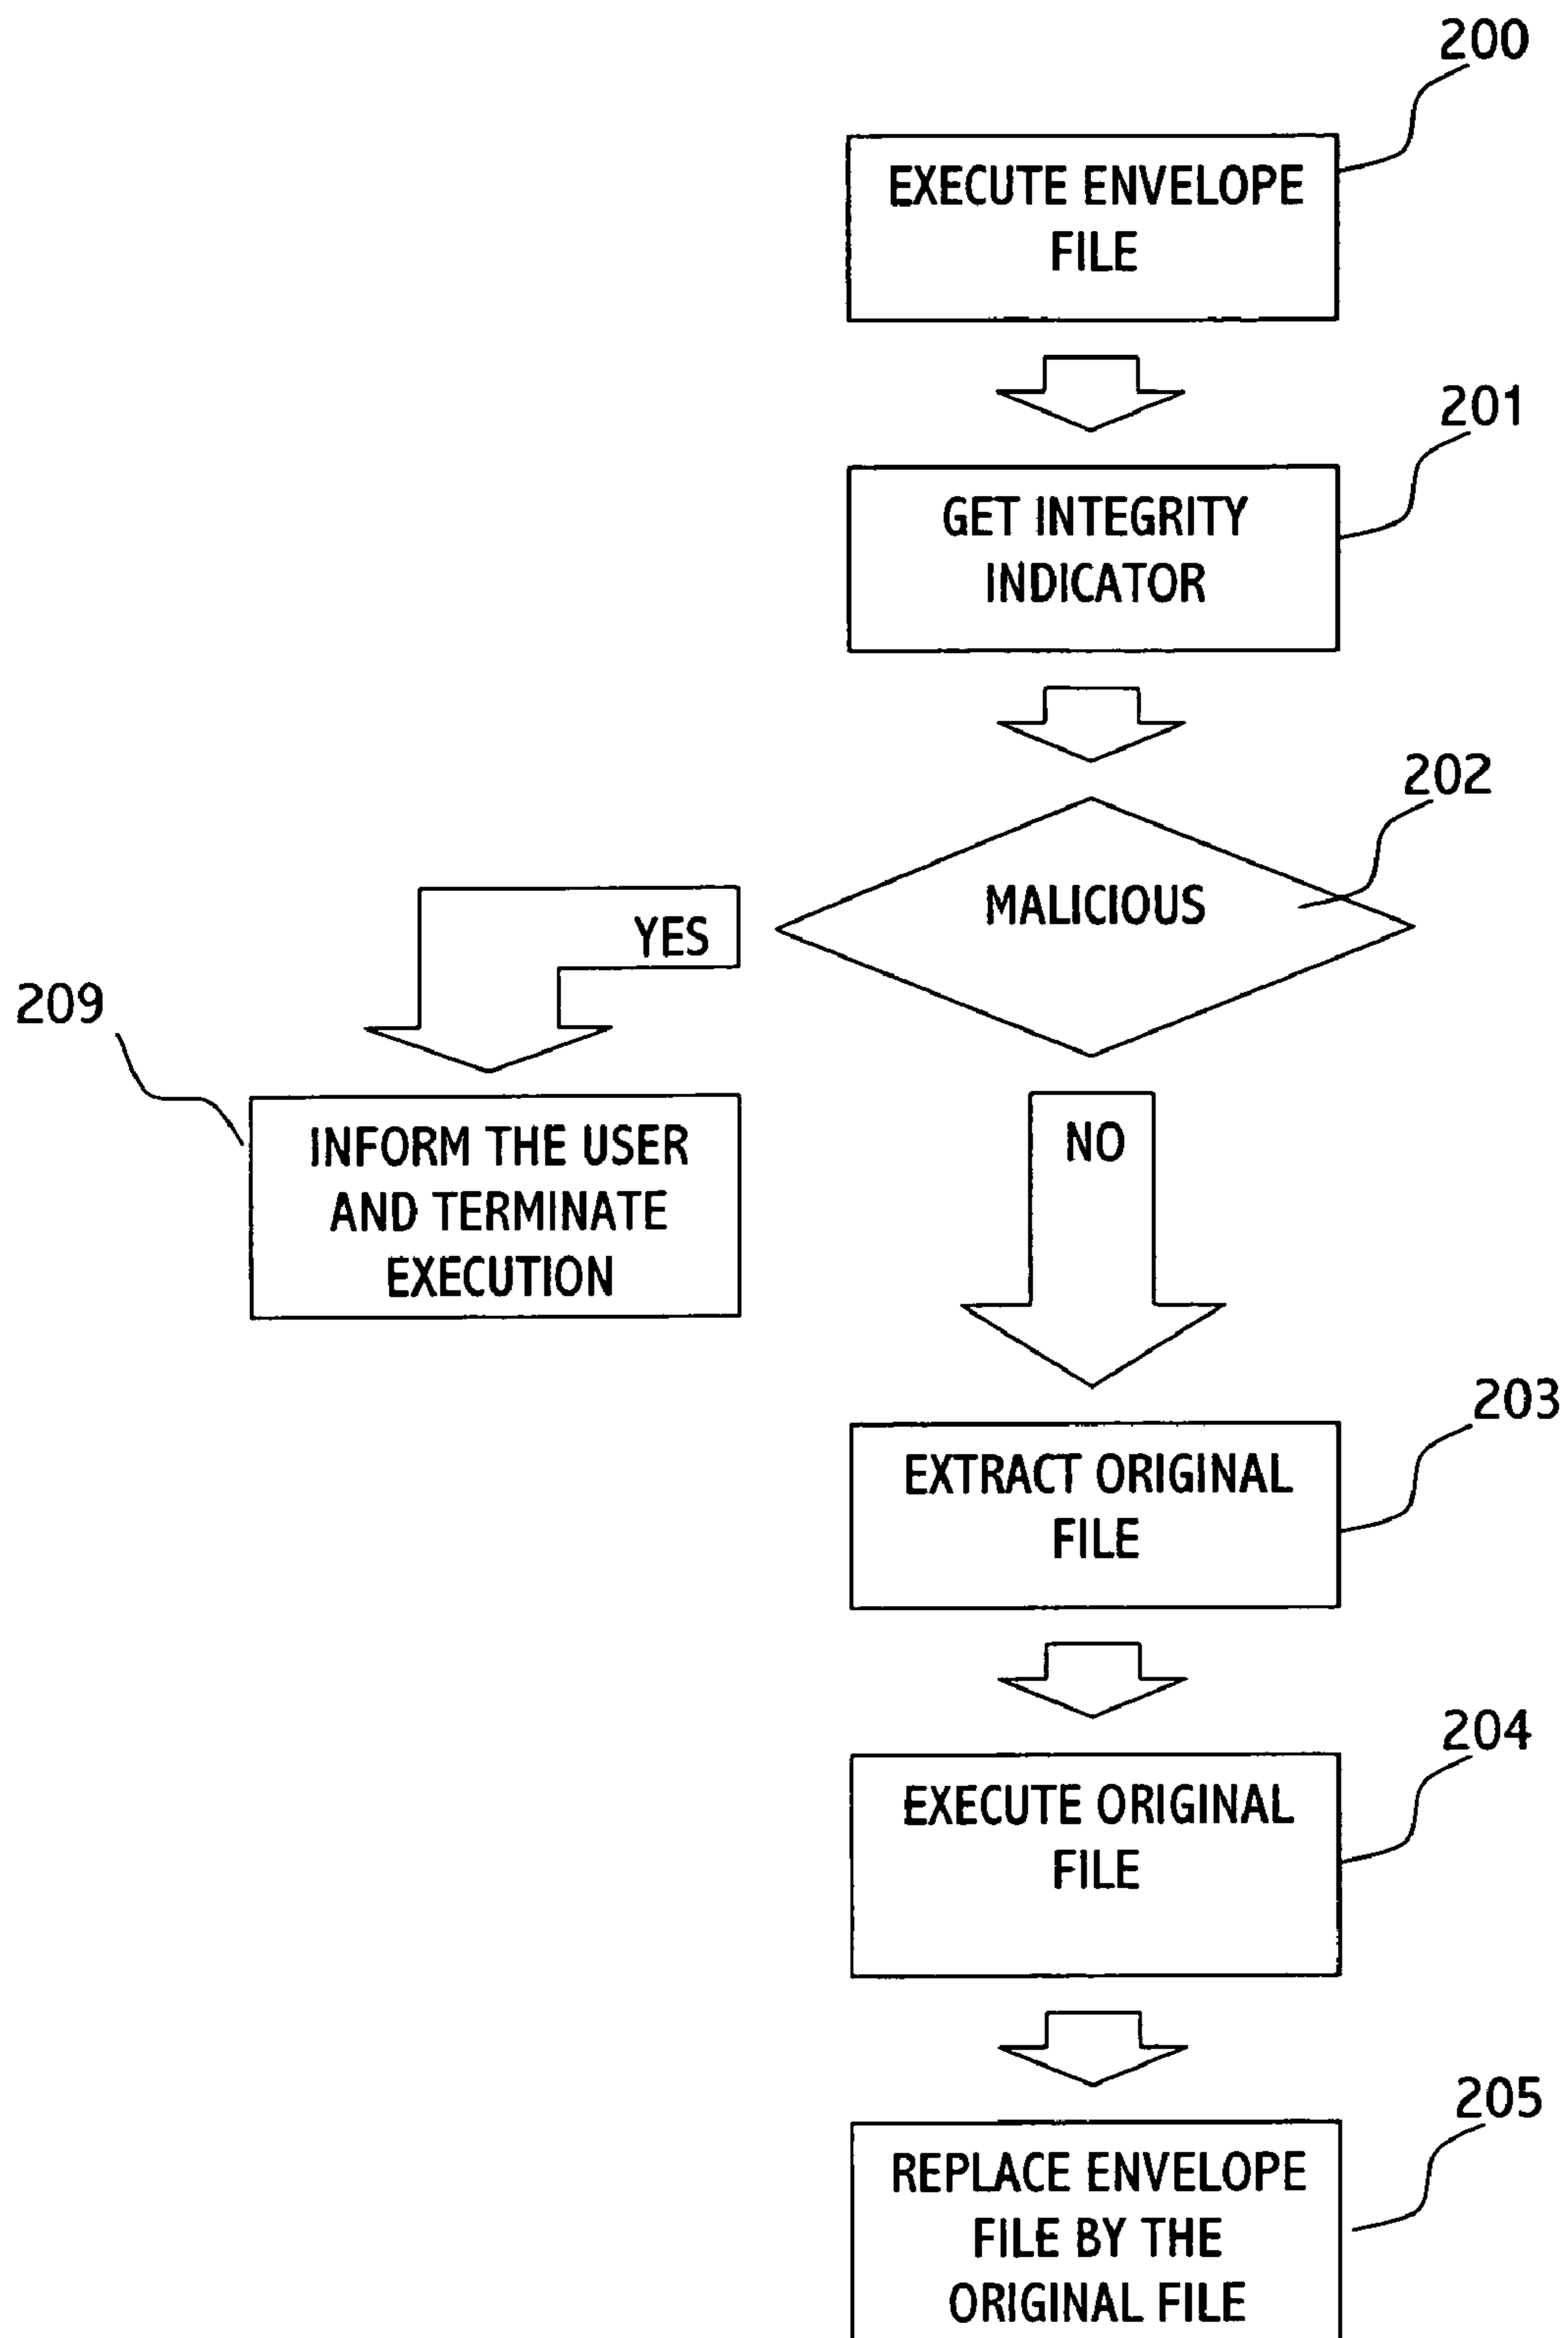 200
EXECUTE ENVELOPE
FILE
201
GET INTEGRITY
INDICATOR
202
MALICIOUS
YES
209
INFORM THE USER
AND TERMINATE
EXECUTION
NO
203
EXTRACT ORIGINAL
FILE
204
EXECUTE ORIGINAL
FILE
205
REPLACE ENVELOPE
FILE BY THE
ORIGINAL FILE